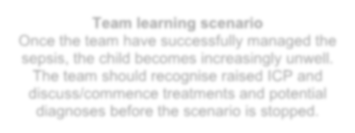 Team learning scenario
Once the team have successfully managed the
sepsis, the child becomes increasingly unwell.
The team should recognise raised ICP and
discuss/commence treatments and potential
diagnoses before the scenario is stopped.